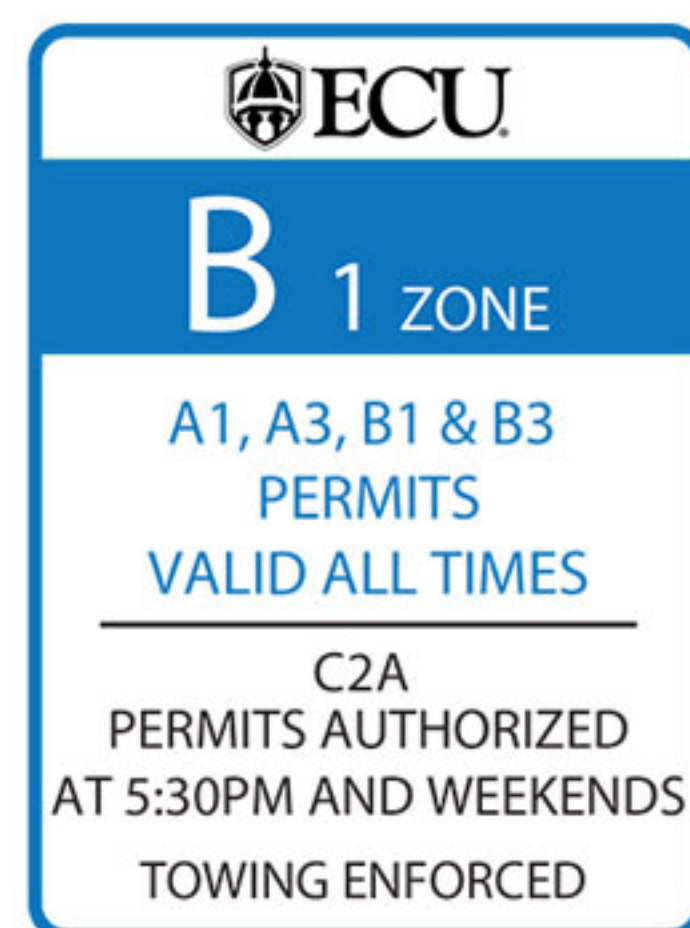 ECU
B 1 ZONE
A1, A3, B1 & B3
PERMITS
VALID ALL TIMES
C2A
PERMITS AUTHORIZED
AT 5:30PM AND WEEKENDS
TOWING ENFORCED